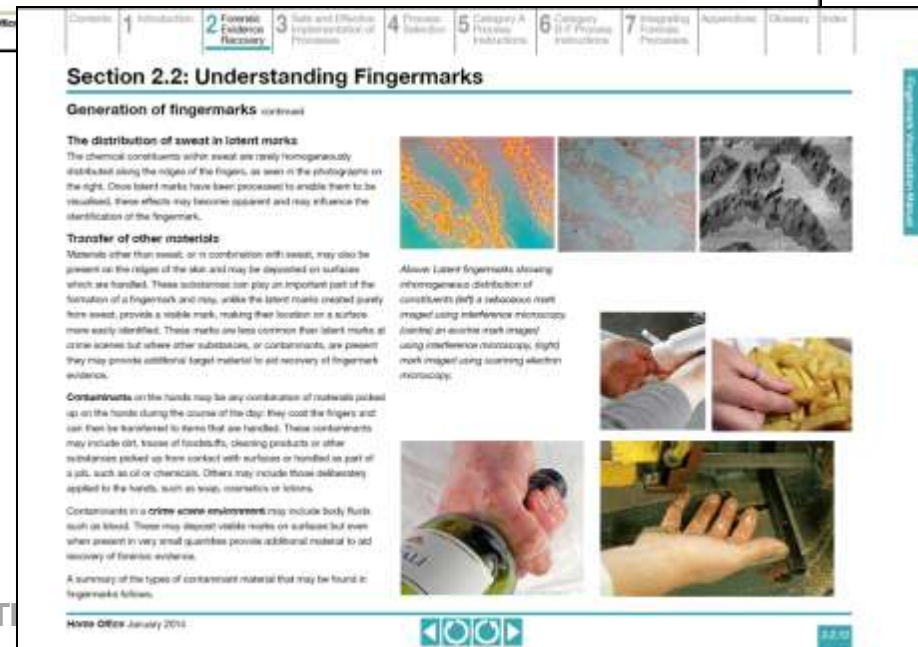 Contents
1 Introduction
2 Forensic
Evidence
Recovery
3 Safe and Effective
Implementation of
Processes
4 Process
Selection
5 Category A
Process
Instructions
6 Category
B-F Process
Instructions
7 Integrating
Forensic
Processes
Appendices
Glossary
Index
Section 2.2: Understanding Fingermarks
Generation of fingermarks continued
The distribution of sweat in latent marks
The chemical constituents within sweat are rarely homogeneously
distributed along the ridges of the fingers, as seen in the photographs on
the right. Once latent marks have been processed to enable them to be
visualised, these effects may become apparent and may influence the
identification of the fingermark.
Transfer of other materials
Materials other than sweat, or in combination with sweat, may also be
present on the ridges of the skin and may be deposited on surfaces
which are handled. These substances can play an important part of the
formation of a fingermark and may, unlike the latent marks created purely
from sweat, provide a visible mark, making their location on a surface
more easily identified. These marks are less common than latent marks at
crime scenes but where other substances, or contaminants, are present
they may provide additional target material to aid recovery of fingermark
evidence.
Contaminants on the hands may be any combination of materials picked
up on the hands during the course of the day: they coat the fingers and
can then be transferred to items that are handled. These contaminants
may include dirt, traces of foodstuffs, cleaning products or other
substances picked up from contact with surfaces or handled as part of
a job, such as oil or chemicals. Others may include those deliberately
applied to the hands, such as soap, cosmetics or lotions.
Contaminants in a crime scene environment may include body fluids
such as blood. These may deposit visible marks on surfaces but even
when present in very small quantities provide additional material to aid
recovery of forensic evidence.
A summary of the types of contaminant material that may be found in
fingermarks follows.
Above: Latent fingermarks showing
inhomogeneous distribution of
constituents (left) a sebaceous mark
imaged using interference microscopy,
(centre) an eccrine mark imaged
using interference microscopy, (right)
mark imaged using scanning electron
microscopy.
Fingermark Visualisation Manual
Home Office January 2014
2.2.12